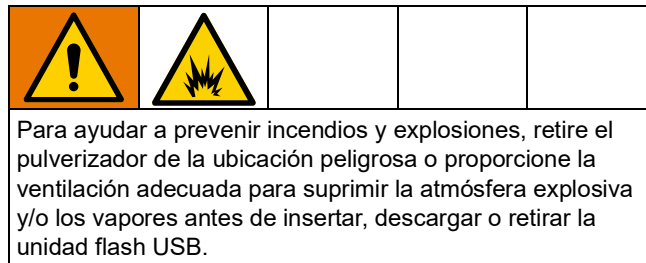 Para ayudar a prevenir incendios y explosiones, retire el
pulverizador de la ubicación peligrosa o proporcione la
ventilación adecuada para suprimir la atmósfera explosiva
y/o los vapores antes de insertar, descargar o retirar la
unidad flash USB.